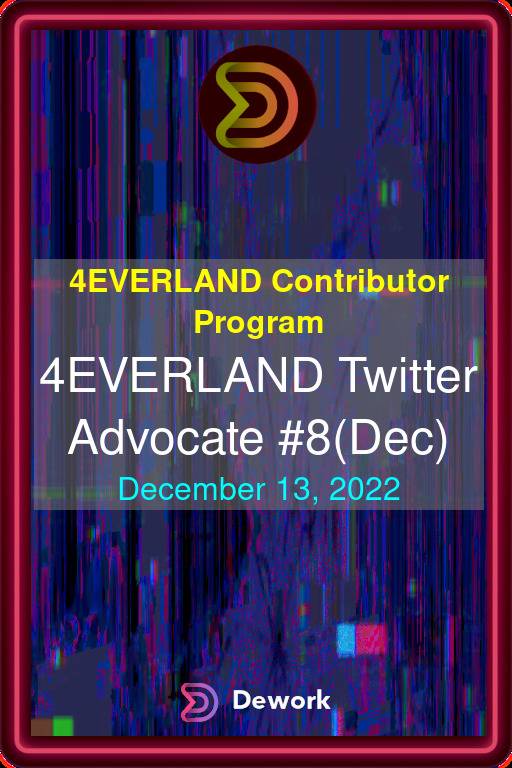 4EVERLAND Contributor
Program
4EVERLAND Twitter
Advocate #8(Dec)
December 13, 2022
Dework